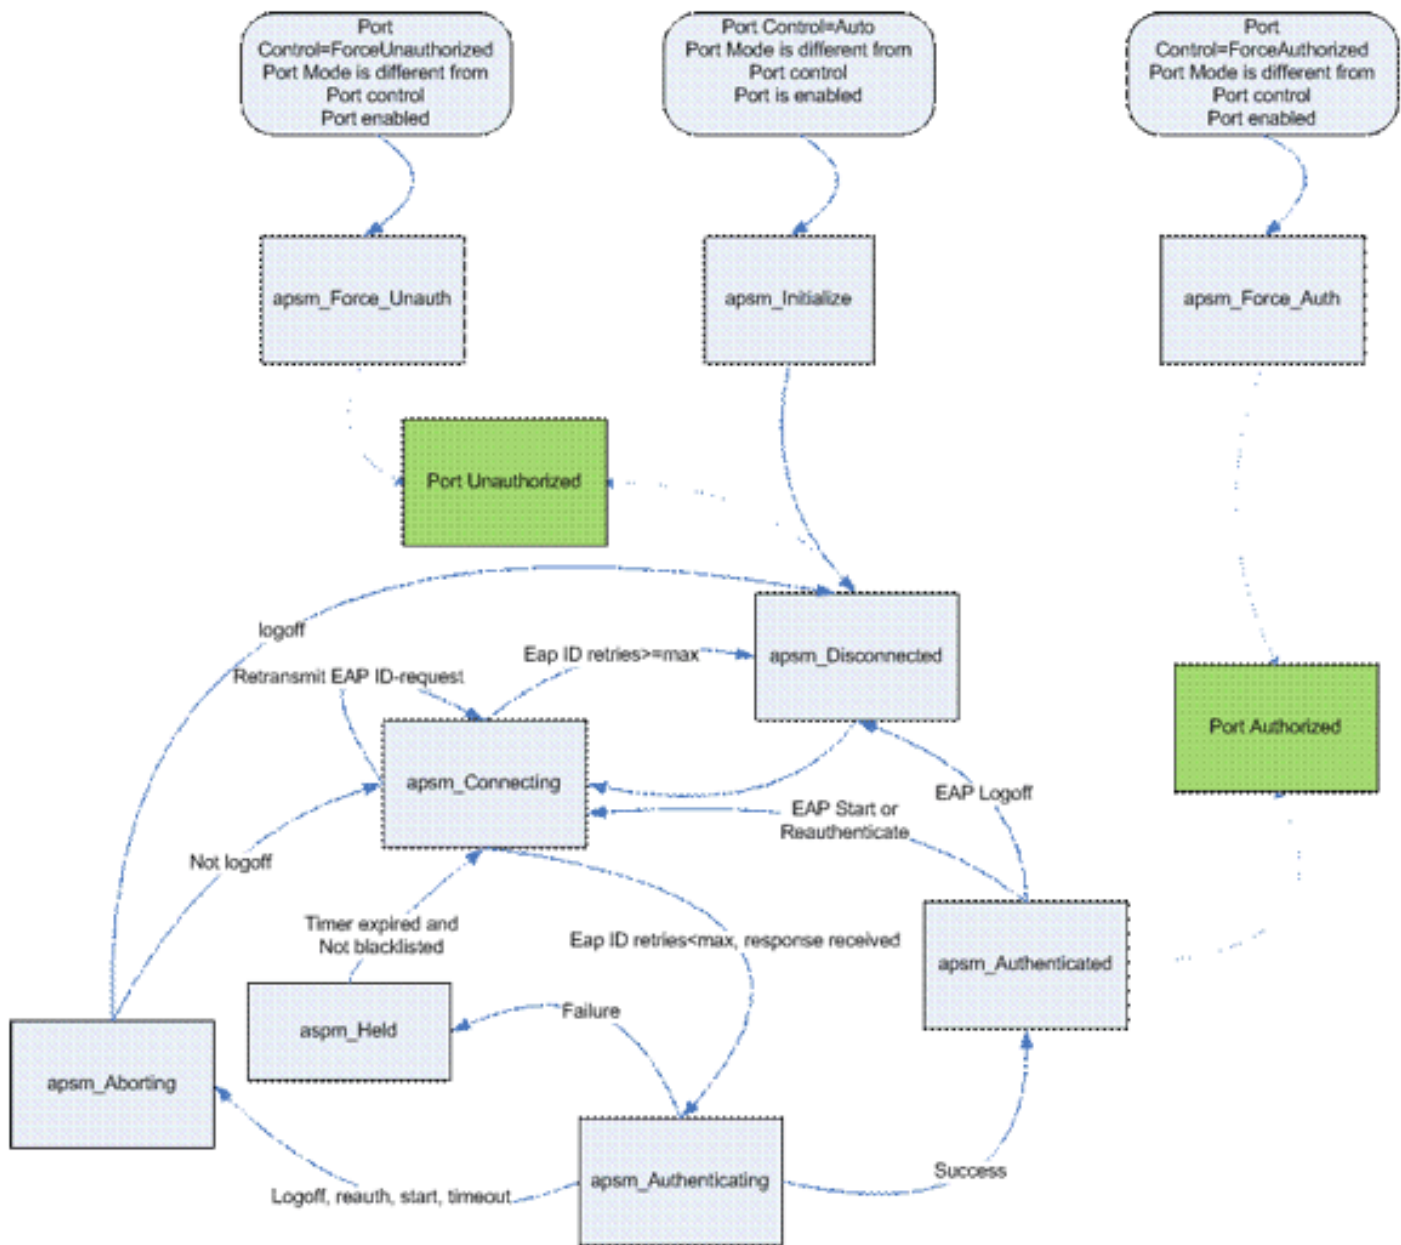 Port
Control=ForceUnauthorized
Port Mode is different from
Port control
Port enabled
Port Control=Auto
Port Mode is different from
Port control
Port is enabled
Port
Control=ForceAuthorized
Port Mode is different from
Port control
Port enabled
apsm_Force_Unauth
apsm_Initialize
apsm_Force_Auth
Port Unauthorized
logoff
Eap ID retries>=max
apsm_Disconnected
Retransmit EAP ID-request
Port Authorized
apsm_Connecting
EAP Logoff
EAP Start or
Reauthenticate
Not logoff
Timer expired and
Not blacklisted
Eap ID retries<max, response received
apsm_Authenticated
Failure
aspm_Held
apsm_Aborting
apsm_Authenticating
Success
Logoff, reauth, start, timeout